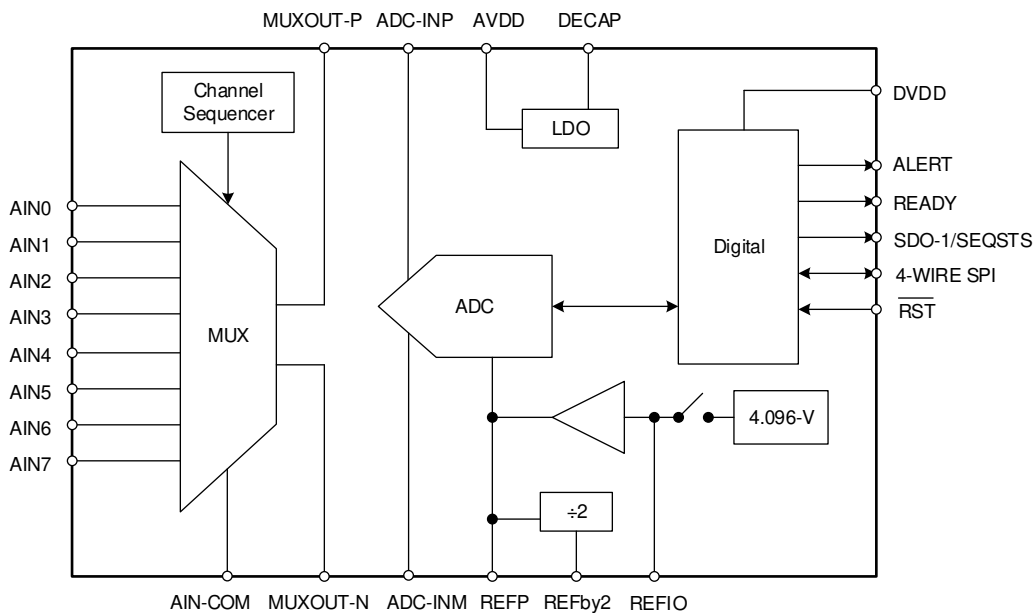 MUXOUT-P ADC-INP AVDD DECAP
Channel
Sequencer
LDO
DVDD
ALERT
READY
SDO-1/SEQSTS
4-WIRE SPI
RST
Digital
AIN0
AIN1
AIN2
AIN3
AIN4
AIN5
AIN6
AIN7
MUX
ADC
4.096-V
÷2
AIN-COM MUXOUT-N ADC-INM REFP REFby2 REFIO